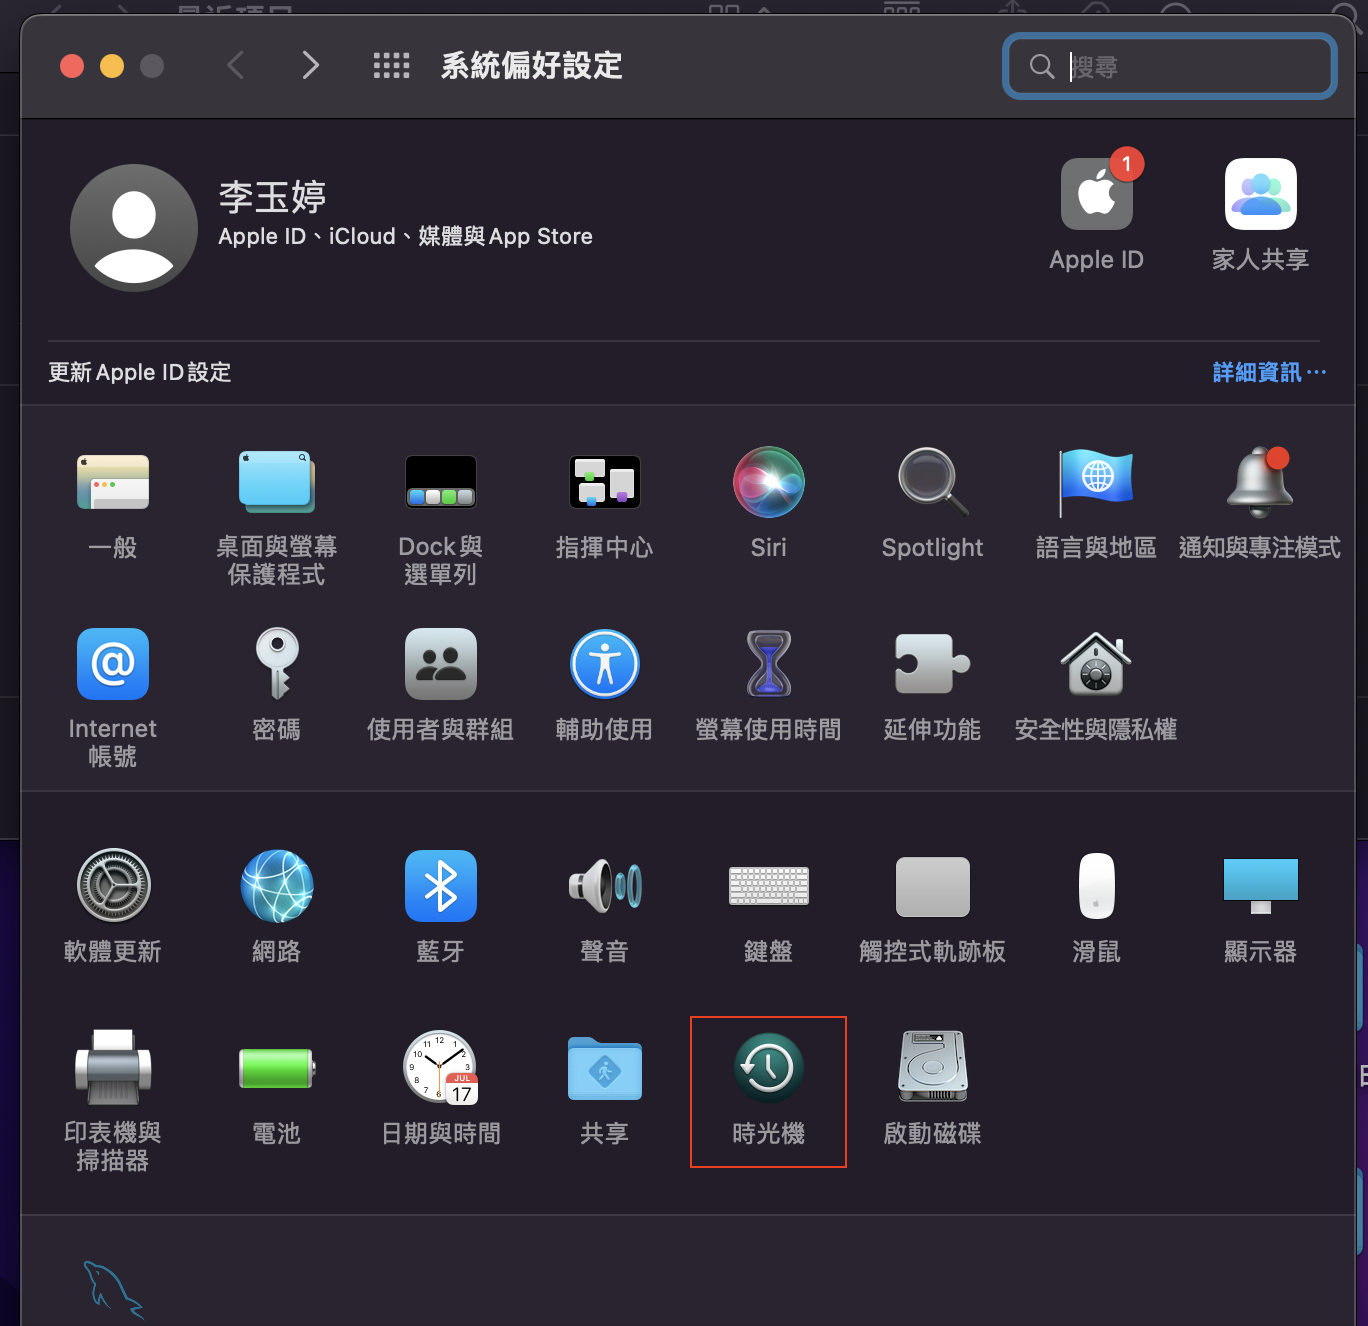 最近項目
系統偏好設定
搜尋
李玉婷
Apple ID、iCloud、媒體與 App Store
1
Apple ID
家人共享
更新 Apple ID 設定
詳細資訊⋯
一般
桌面與螢幕
保護程式
Dock 與
選單列
指揮中心
Siri
Spotlight
語言與地區
通知與專注模式
@
Internet
帳號
密碼
使用者與群組
輔助使用
螢幕使用時間
延伸功能
安全性與隱私權
軟體更新
網路
藍牙
聲音
鍵盤
觸控式軌跡板
滑鼠
顯示器
12
1
2
3
6
7
8
9
10
11
JUL
17
印表機與
掃描器
電池
日期與時間
共享
時光機
啟動磁碟